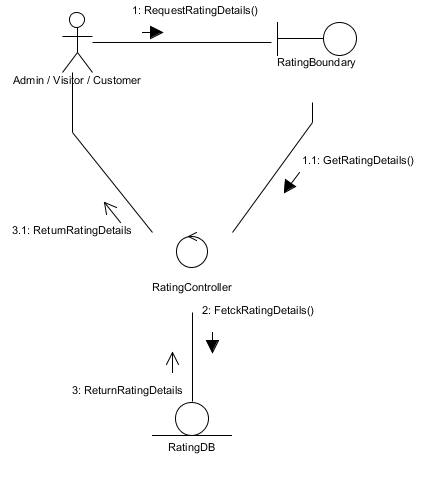 1: RequestRatingDetails()
Admin / Visitor / Customer
RatingBoundary
1.1: GetRatingDetails()
3.1: ReturnRatingDetails
RatingController
2: FetckRatingDetails()
3: ReturnRatingDetails
RatingDB